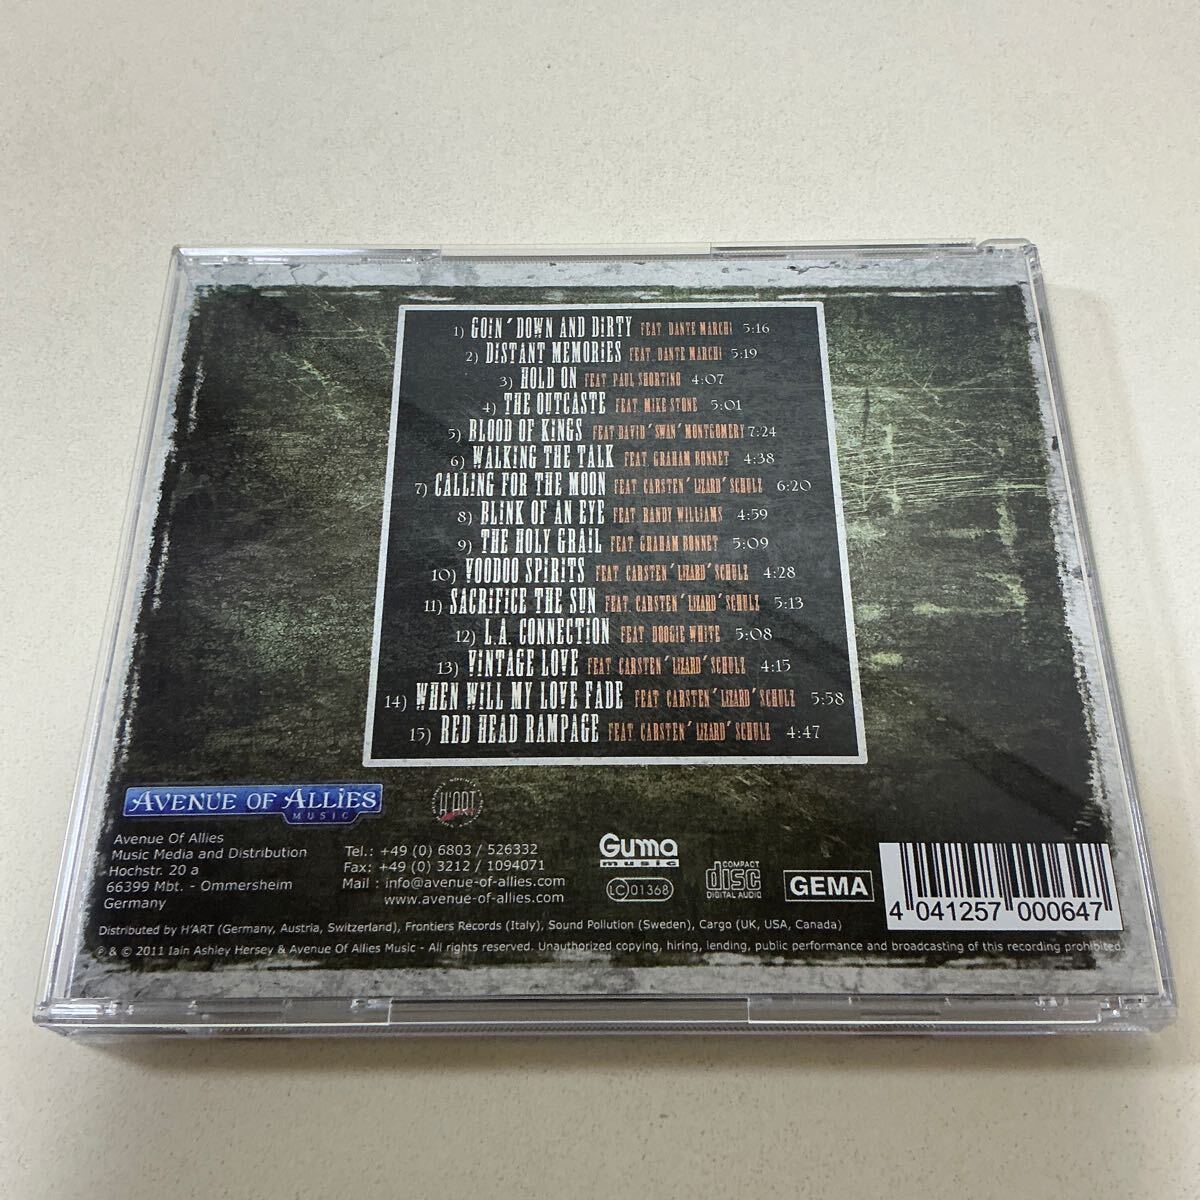 1) GOIN' DOWN AND DIRTY FEAT. DANTE MARCHI 5:16
2) DISTANT MEMORIES FEAT. DANTE MARCHI 5:19
3) HOLD ON FEAT. PAUL SHORTINO 4:07
4) THE OUTCASTE FEAT. MIKE STONE 5:01
5) BLOOD OF KINGS FEAT DAVID 'SWAN' MONTGOMERY 7:24
6) WALKING THE TALK FEAT. GRAHAM BONNET 4:38
7) CALLING FOR THE MOON FEAT. CARSTEN 'LIZARD' SCHULZ 6:20
8) BLINK OF AN EYE FEAT. RANDY WILLIAMS 4:59
9) THE HOLY GRAIL FEAT. GRAHAM BONNET 5:09
10) VOODOO SPIRITS FEAT. CARSTEN 'LIZARD' SCHULZ 4:28
11) SACRIFICE THE SUN FEAT. CARSTEN 'LIZARD' SCHULZ 5:13
12) L.A. CONNECTION FEAT. DOOGIE WHITE 5:08
13) VINTAGE LOVE FEAT. CARSTEN 'LIZARD' SCHULZ 4:15
14) WHEN WILL MY LOVE FADE FEAT. CARSTEN 'LIZARD' SCHULZ 5:58
15) RED HEAD RAMPAGE FEAT. CARSTEN 'LIZARD' SCHULZ 4:47
AVENUE OF ALLIES
MUSIC
H'ART
Avenue Of Allies
Music Media and Distribution
Hochstr. 20 a
66399 Mbt. - Ommersheim
Germany
Tel.: +49 (0) 6803 / 526332
Fax: +49 (0) 3212 / 1094071
Mail : info@avenue-of-allies.com
www.avenue-of-allies.com
Guma
music
LC 01368
COMPACT
disc
DIGITAL AUDIO
GEMA
4 041257 000647
Distributed by H'ART (Germany, Austria, Switzerland), Frontiers Records (Italy), Sound Pollution (Sweden), Cargo (UK, USA, Canada)
℗ & © 2011 Iain Ashley Hersey & Avenue Of Allies Music - All rights reserved. Unauthorized copying, hiring, lending, public performance and broadcasting of this recording prohibited.